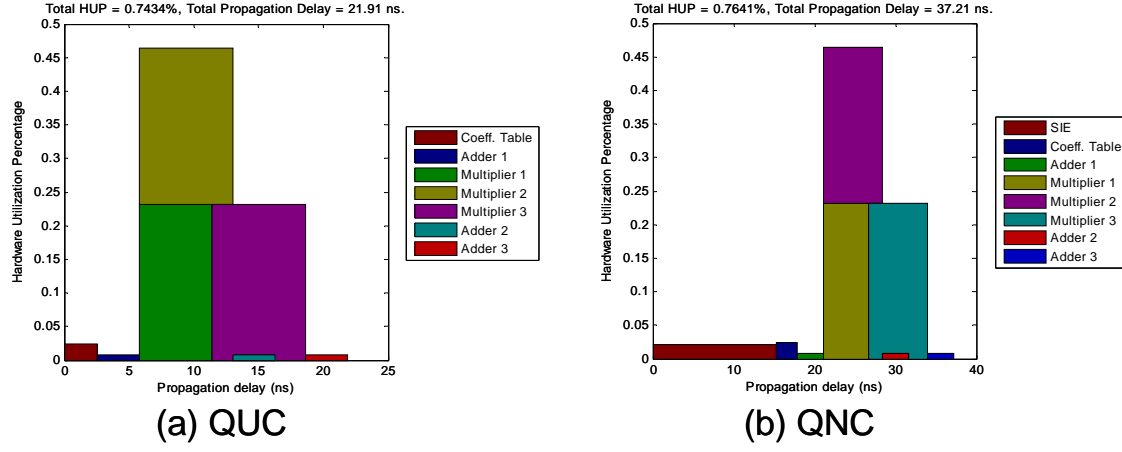 Total HUP = 0.7434%, Total Propagation Delay = 21.91 ns.
0.5
0.45
0.4
0.35
0.3
0.25
0.2
0.15
0.1
0.05
0
Hardware Utilization Percentage
0 5 10 15 20 25
Propagation delay (ns)
Coeff. Table
Adder 1
Multiplier 1
Multiplier 2
Multiplier 3
Adder 2
Adder 3
(a) QUC
Total HUP = 0.7641%, Total Propagation Delay = 37.21 ns.
0.5
0.45
0.4
0.35
0.3
0.25
0.2
0.15
0.1
0.05
0
Hardware Utilization Percentage
0 10 20 30 40
Propagation delay (ns)
SIE
Coeff. Table
Adder 1
Multiplier 1
Multiplier 2
Multiplier 3
Adder 2
Adder 3
(b) QNC